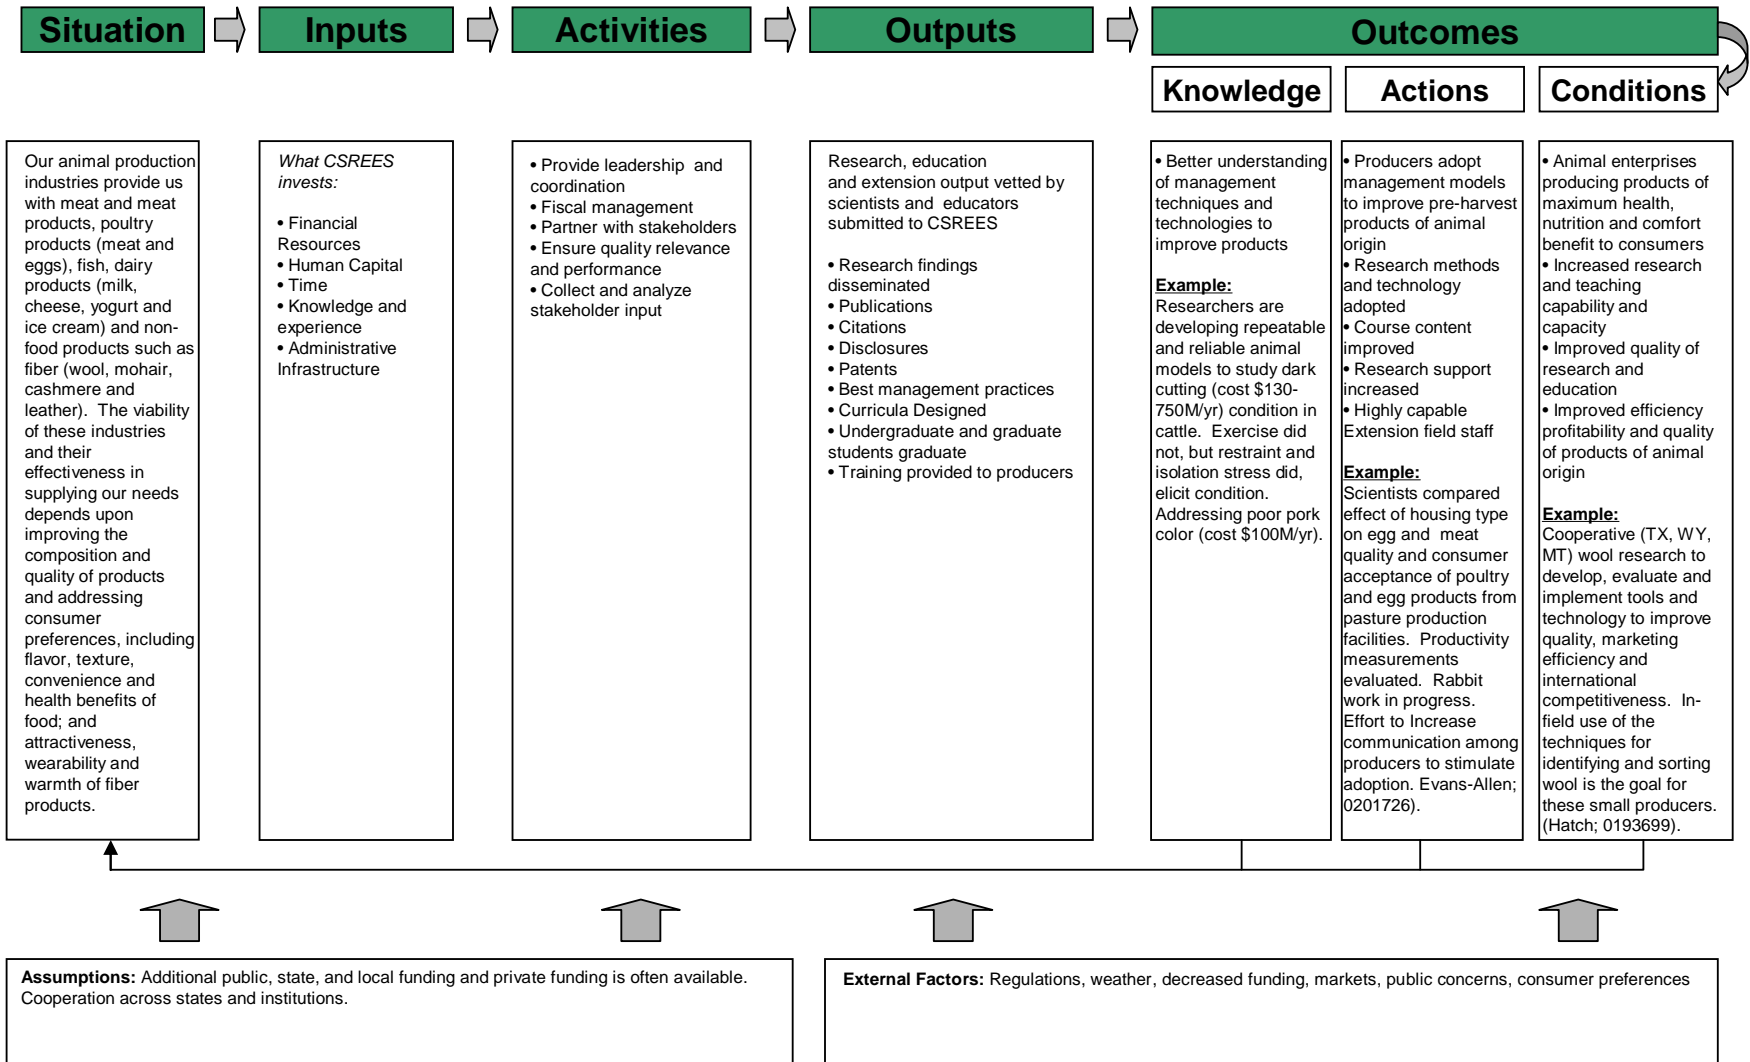 Situation
Inputs
Activities
Outputs
Outcomes
Knowledge
Actions
Conditions
Our animal production
industries provide us
with meat and meat
products, poultry
products (meat and
eggs), fish, dairy
products (milk,
cheese, yogurt and
ice cream) and non-
food products such as
fiber (wool, mohair,
cashmere and
leather).  The viability
of these industries
and their
effectiveness in
supplying our needs
depends upon
improving the
composition and
quality of products
and addressing
consumer
preferences, including
flavor, texture,
convenience and
health benefits of
food; and
attractiveness,
wearability and
warmth of fiber
products.
What CSREES
invests:
• Financial
Resources
• Human Capital
• Time
• Knowledge and
experience
• Administrative
Infrastructure
• Provide leadership  and
coordination
• Fiscal management
• Partner with stakeholders
• Ensure quality relevance
and performance
• Collect and analyze
stakeholder input
Research, education
and extension output vetted by
scientists and  educators
submitted to CSREES
• Research findings
disseminated
• Publications
• Citations
• Disclosures
• Patents
• Best management practices
• Curricula Designed
• Undergraduate and graduate
students graduate
• Training provided to producers
• Better understanding
of management
techniques and
technologies to
improve products
Example:
Researchers are
developing repeatable
and reliable animal
models to study dark
cutting (cost $130-
750M/yr) condition in
cattle.  Exercise did
not, but restraint and
isolation stress did,
elicit condition.
Addressing poor pork
color (cost $100M/yr).
• Producers adopt
management models
to improve pre-harvest
products of animal
origin
• Research methods
and technology
adopted
• Course content
improved
• Research support
increased
• Highly capable
Extension field staff
Example:
Scientists compared
effect of housing type
on egg and  meat
quality and consumer
acceptance of poultry
and egg products from
pasture production
facilities.  Productivity
measurements
evaluated.  Rabbit
work in progress.
Effort to Increase
communication among
producers to stimulate
adoption. Evans-Allen;
0201726).
• Animal enterprises
producing products of
maximum health,
nutrition and comfort
benefit to consumers
• Increased research
and teaching
capability and
capacity
• Improved quality of
research and
education
• Improved efficiency
profitability and quality
of products of animal
origin
Example:
Cooperative (TX, WY,
MT) wool research to
develop, evaluate and
implement tools and
technology to improve
quality, marketing
efficiency and
international
competitiveness.  In-
field use of the
techniques for
identifying and sorting
wool is the goal for
these small producers.
(Hatch; 0193699).
Assumptions: Additional public, state, and local funding and private funding is often available.
Cooperation across states and institutions.
External Factors: Regulations, weather, decreased funding, markets, public concerns, consumer preferences